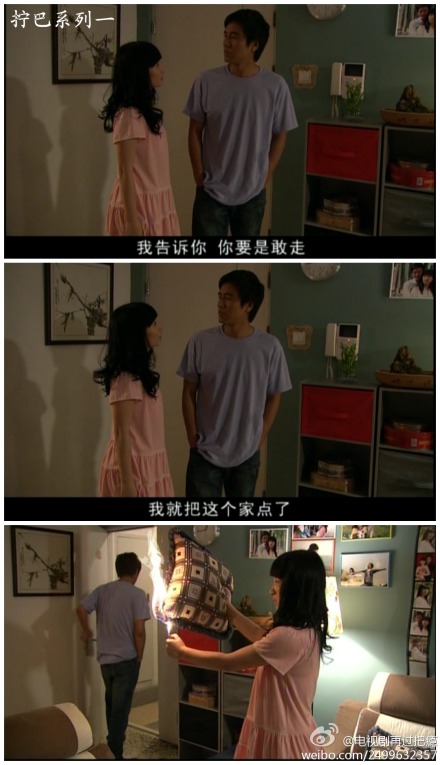 拧巴系列一
我告诉你 你要是敢走
我就把这个家点了
@电视剧再过把瘾
weibo.com/2499632357